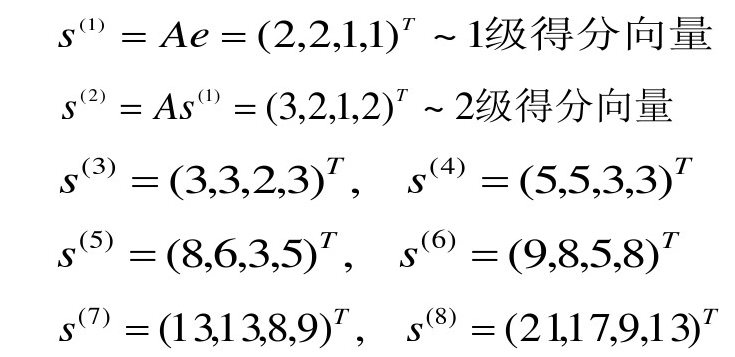 s⁽¹⁾ = Ae = (2,2,1,1)ᵀ ~ 1级得分向量
s⁽²⁾ = As⁽¹⁾ = (3,2,1,2)ᵀ ~ 2级得分向量
s⁽³⁾ = (3,3,2,3)ᵀ, s⁽⁴⁾ = (5,5,3,3)ᵀ
s⁽⁵⁾ = (8,6,3,5)ᵀ, s⁽⁶⁾ = (9,8,5,8)ᵀ
s⁽⁷⁾ = (13,13,8,9)ᵀ, s⁽⁸⁾ = (21,17,9,13)ᵀ